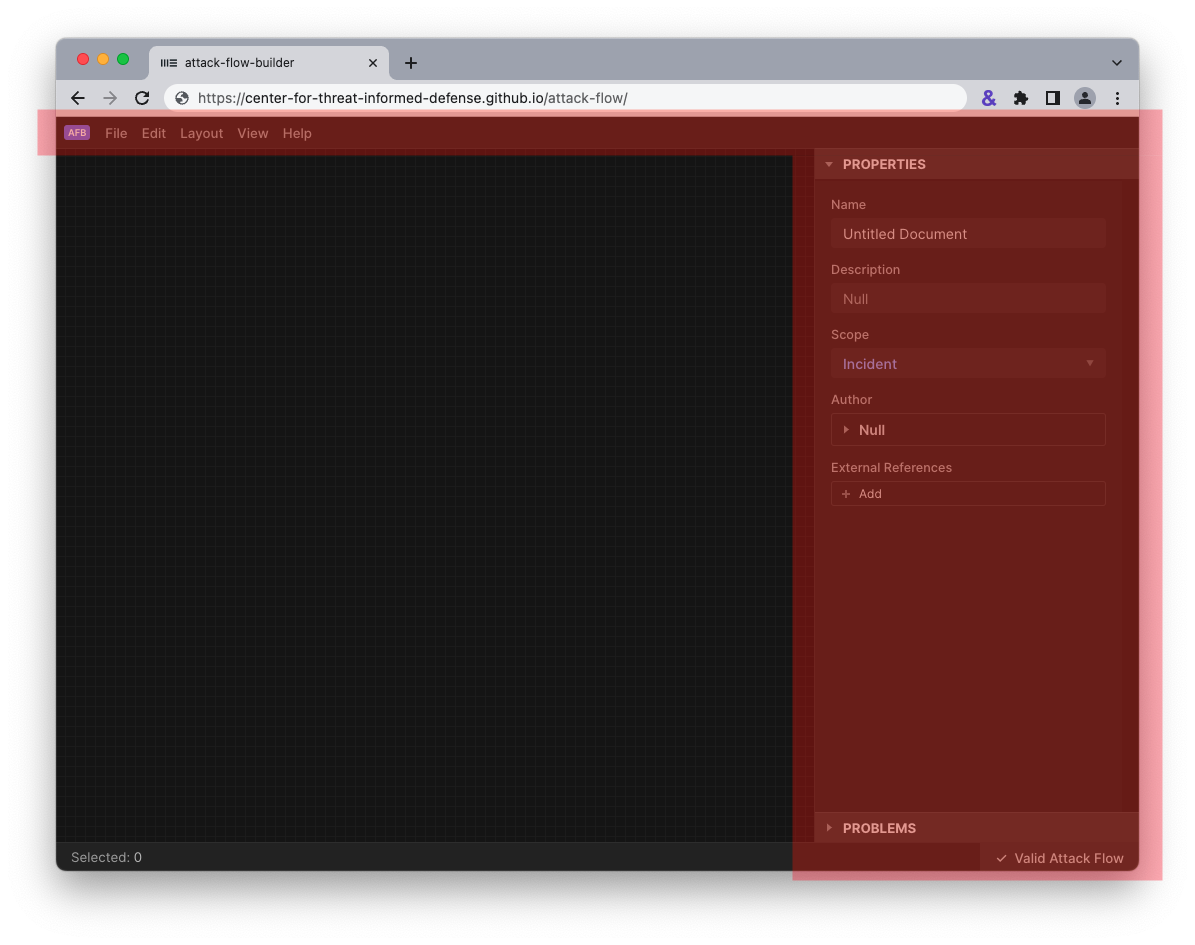 attack-flow-builder
https://center-for-threat-informed-defense.github.io/attack-flow/
AFB File Edit Layout View Help
PROPERTIES
Name
Untitled Document
Description
Null
Scope
Incident
Author
Null
External References
+ Add
PROBLEMS
Selected: 0
Valid Attack Flow